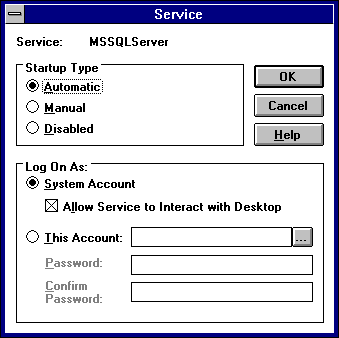 Service
Service: MSSQLServer
Startup Type
Automatic
Manual
Disabled
OK
Cancel
Help
Log On As:
System Account
Allow Service to Interact with Desktop
This Account:
...
Password:
Confirm
Password: